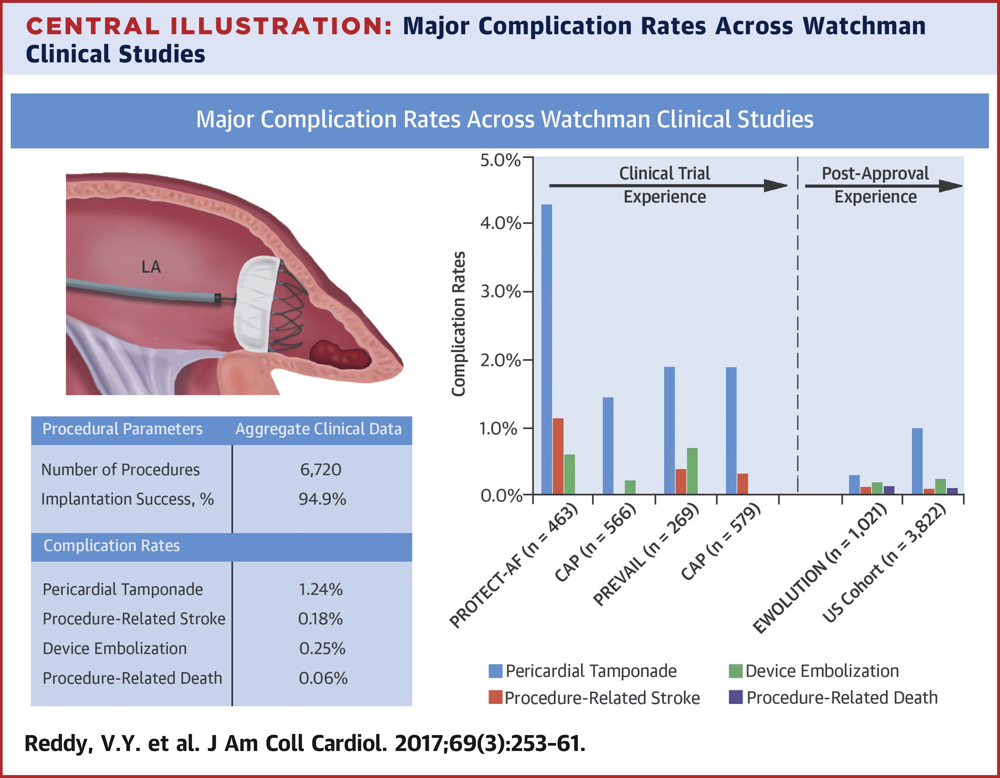 CENTRAL ILLUSTRATION: Major Complication Rates Across Watchman
Clinical Studies
Major Complication Rates Across Watchman Clinical Studies
LA
Procedural Parameters Aggregate Clinical Data
Number of Procedures 6,720
Implantation Success, % 94.9%
Complication Rates
Pericardial Tamponade 1.24%
Procedure-Related Stroke 0.18%
Device Embolization 0.25%
Procedure-Related Death 0.06%
Complication Rates
5.0%
4.0%
3.0%
2.0%
1.0%
0.0%
Clinical Trial
Experience
Post-Approval
Experience
PROTECT-AF (n = 463)
CAP (n = 566)
PREVAIL (n = 269)
CAP (n = 579)
EWOLUTION (n = 1,021)
US Cohort (n = 3,822)
Pericardial Tamponade
Device Embolization
Procedure-Related Stroke
Procedure-Related Death
Reddy, V.Y. et al. J Am Coll Cardiol. 2017;69(3):253–61.